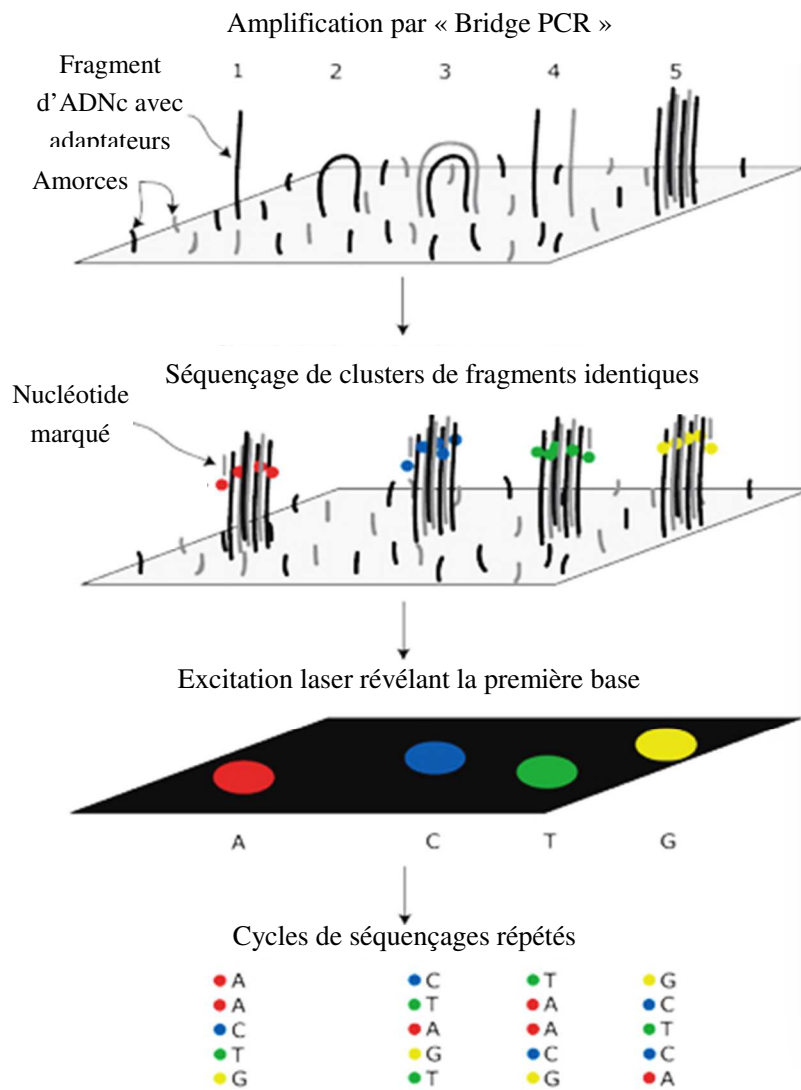 Amplification par « Bridge PCR »
Fragment
d’ADNc avec
adaptateurs
1 2 3 4 5
Amorces
Séquençage de clusters de fragments identiques
Nucléotide
marqué
Excitation laser révélant la première base
A C T G
Cycles de séquençages répétés
A C T G
A T A C
C A A T
T G C C
G T G A